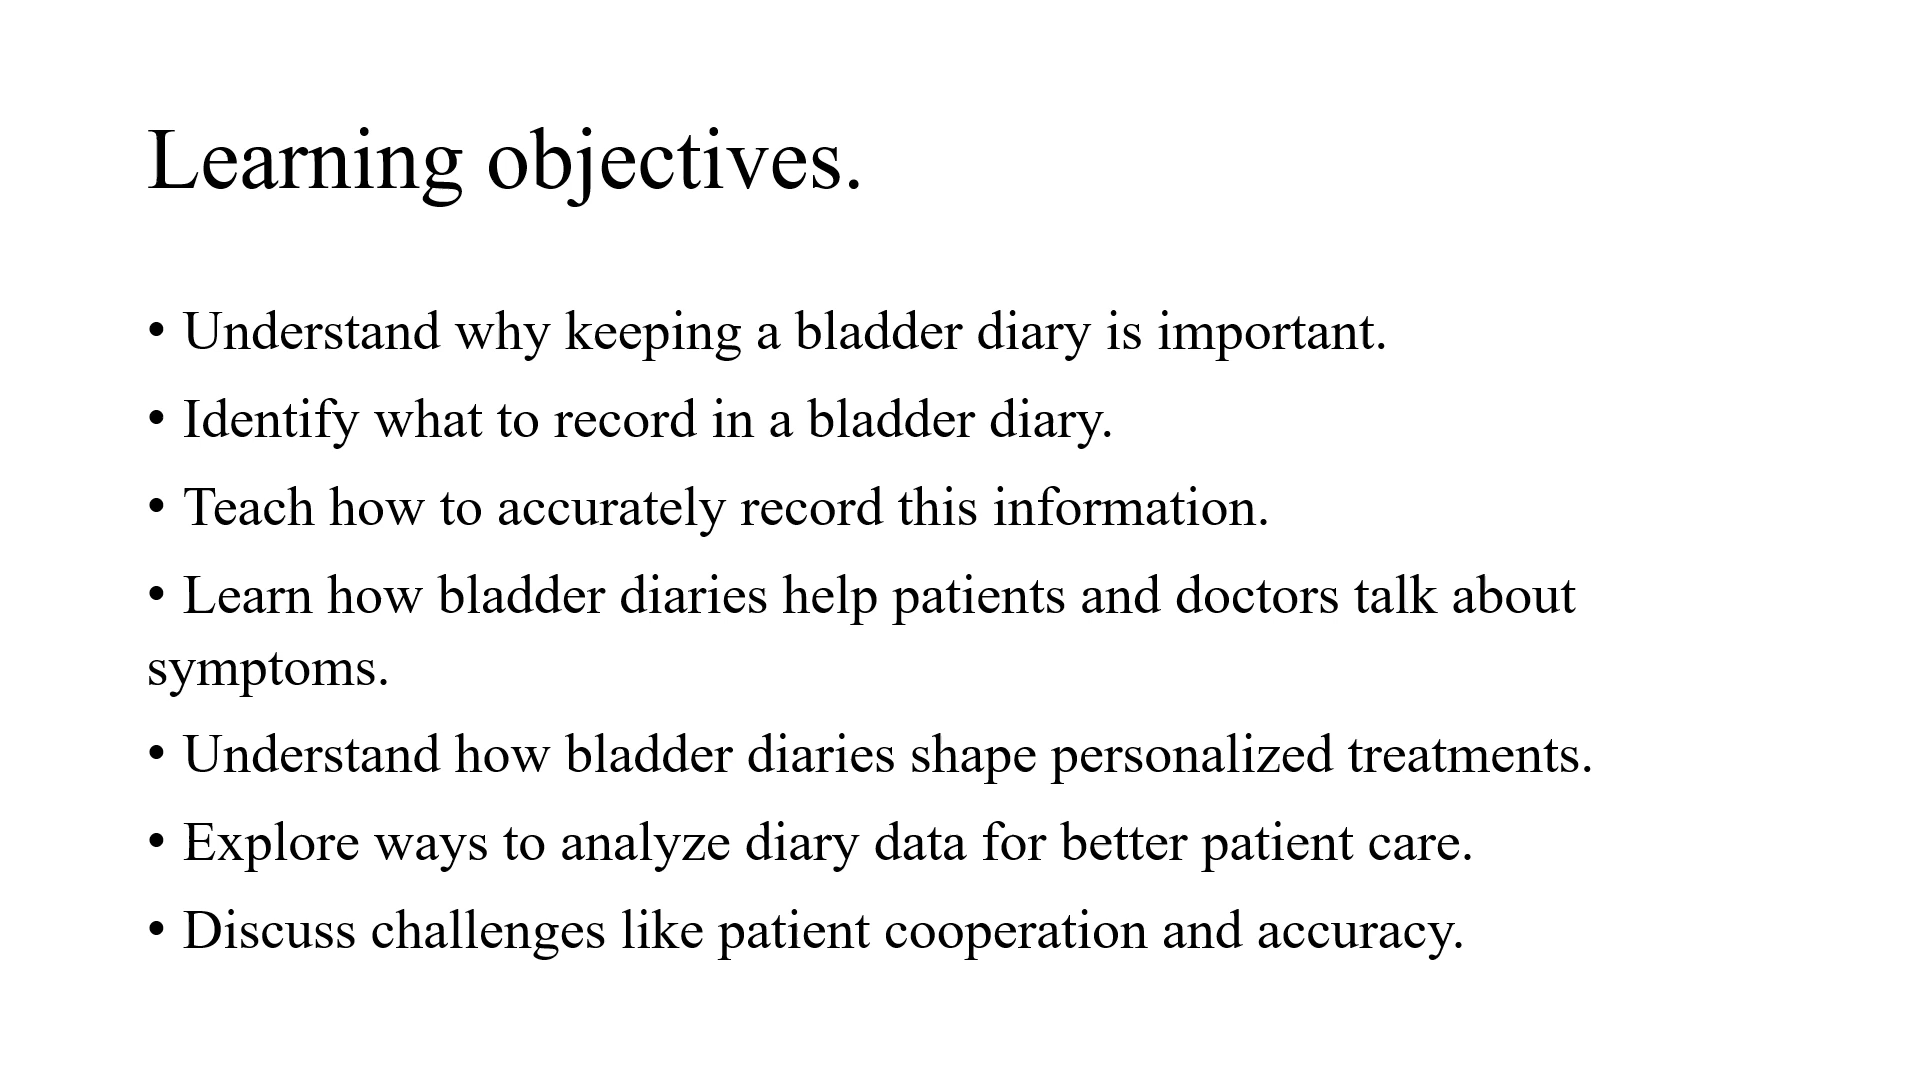 Learning objectives.
• Understand why keeping a bladder diary is important.
• Identify what to record in a bladder diary.
• Teach how to accurately record this information.
• Learn how bladder diaries help patients and doctors talk about
symptoms.
• Understand how bladder diaries shape personalized treatments.
• Explore ways to analyze diary data for better patient care.
• Discuss challenges like patient cooperation and accuracy.